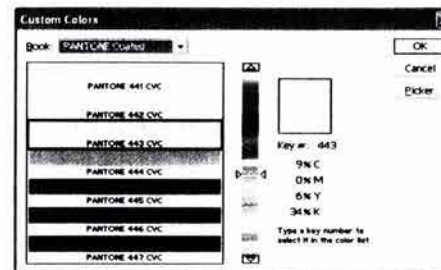 Custom Colors
Book: PANTONE Coated
OK
Cancel
Picker
PANTONE 441 CVC
PANTONE 442 CVC
PANTONE 443 CVC
PANTONE 444 CVC
PANTONE 445 CVC
PANTONE 446 CVC
PANTONE 447 CVC
Key #: 443
9% C
0% M
6% Y
34% K
Type a key number to
select it in the color list